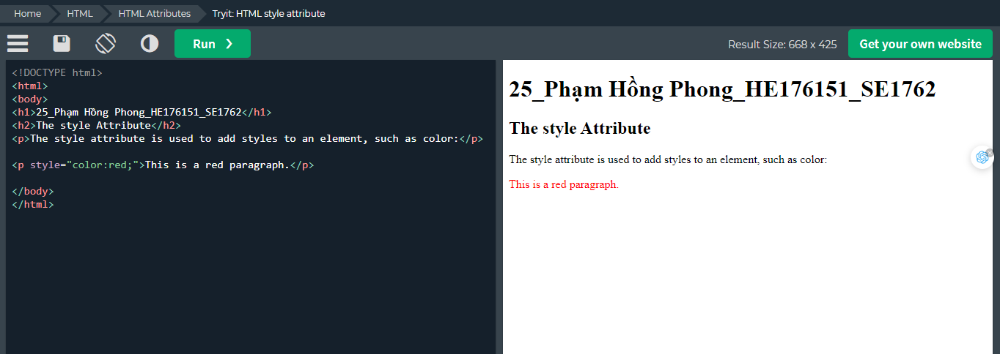 Home HTML HTML Attributes Tryit: HTML style attribute
Run ❯ Result Size: 668 x 425 Get your own website
<!DOCTYPE html>
<html>
<body>
<h1>25_Phạm Hồng Phong_HE176151_SE1762</h1>
<h2>The style Attribute</h2>
<p>The style attribute is used to add styles to an element, such as color:</p>
<p style="color:red;">This is a red paragraph.</p>
</body>
</html>
25_Phạm Hồng Phong_HE176151_SE1762
The style Attribute
The style attribute is used to add styles to an element, such as color:
This is a red paragraph.